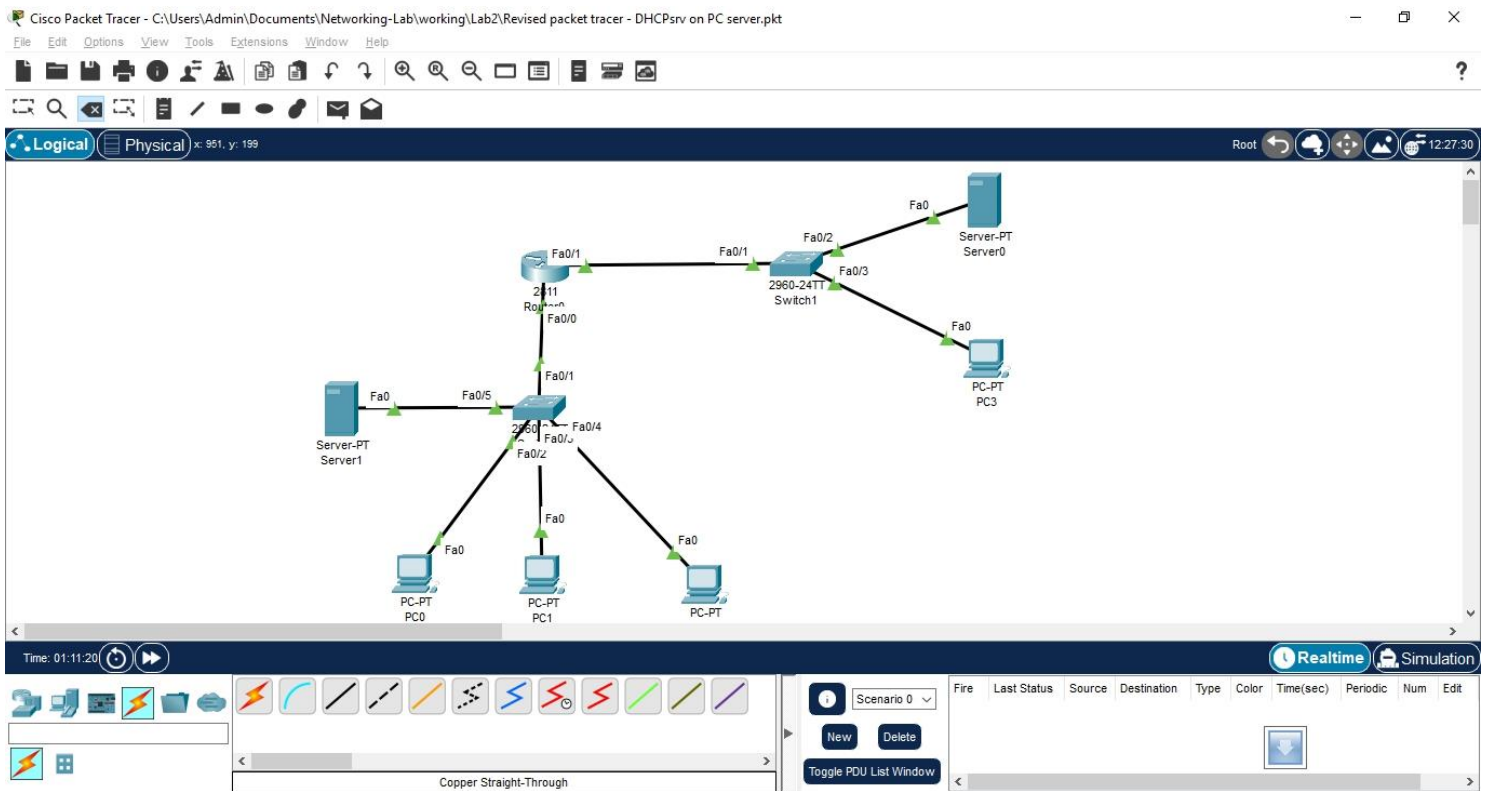 Cisco Packet Tracer - C:\Users\Admin\Documents\Networking-Lab\working\Lab2\Revised packet tracer - DHCPsrv on PC server.pkt
File Edit Options View Tools Extensions Window Help
?
Logical Physical x: 951, y: 199 Root 12:27:30
Fa0
Server-PT
Server0
Fa0/2
Fa0/1 Fa0/1
Fa0/3
2960-24TT
Switch1
2811
Fa0/0
Fa0
PC-PT
PC3
Fa0/1
Fa0 Fa0/5
Server-PT
Server1
Fa0/4
Fa0/2
Fa0
Fa0
Fa0
PC-PT
PC0
PC-PT
PC1
PC-PT
Time: 01:11:20 Realtime Simulation
Scenario 0
Fire Last Status Source Destination Type Color Time(sec) Periodic Num Edit
New Delete
Toggle PDU List Window
Copper Straight-Through